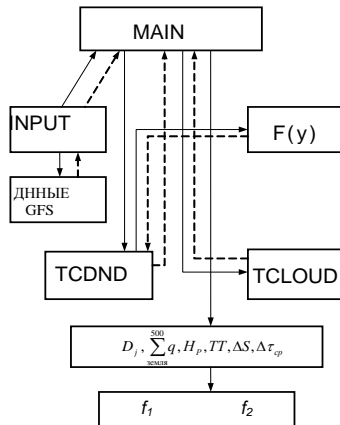 MAIN
INPUT
F(y)
ДННЫЕ
GFS
TCDND
TCLOUD
500
D_j, ∑ q, H_P, TT, ΔS, Δτ_cp
земля
f_1 f_2